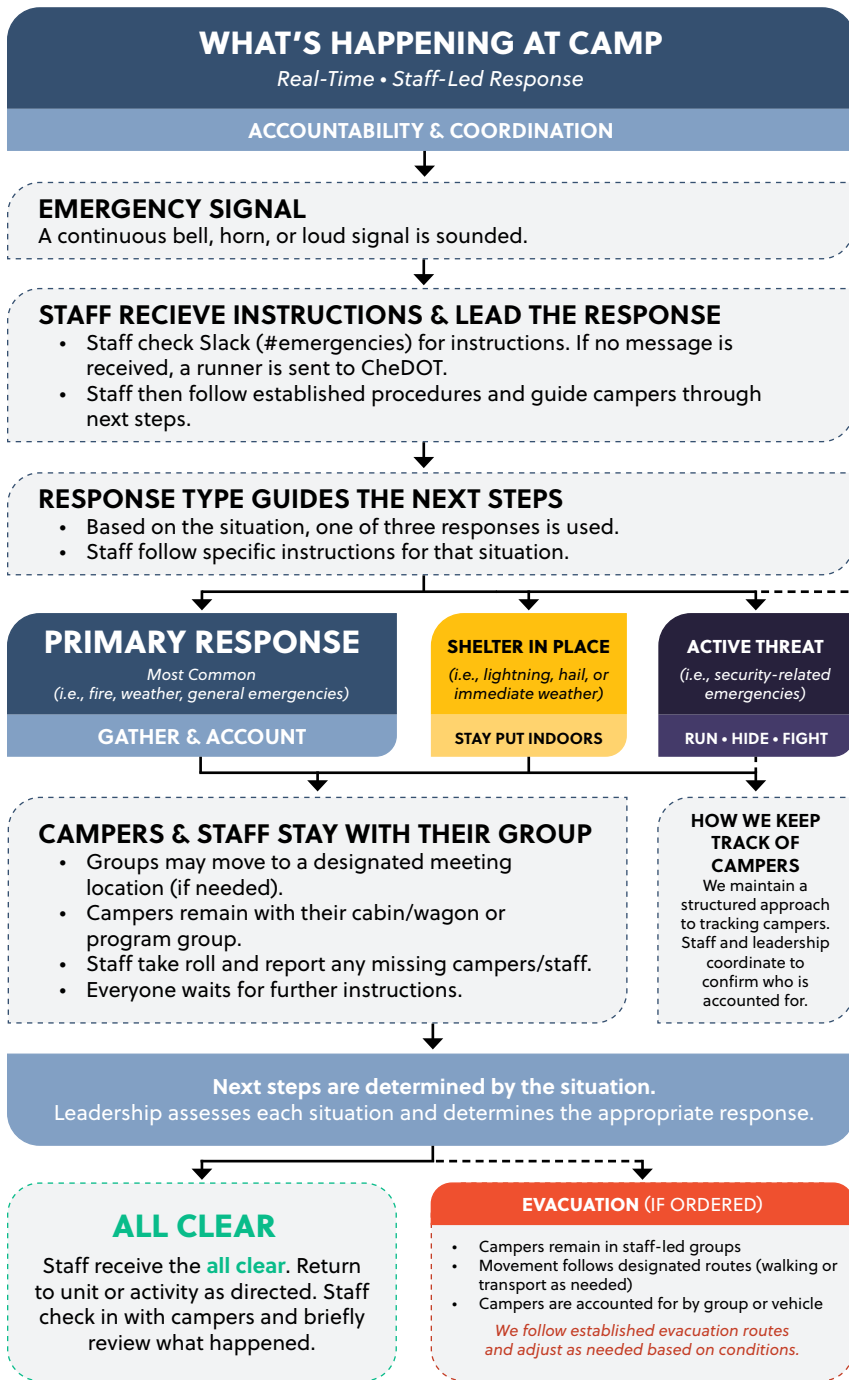 WHAT'S HAPPENING AT CAMP
Real-Time • Staff-Led Response
ACCOUNTABILITY & COORDINATION
EMERGENCY SIGNAL
A continuous bell, horn, or loud signal is sounded.
STAFF RECIEVE INSTRUCTIONS & LEAD THE RESPONSE
• Staff check Slack (#emergencies) for instructions. If no message is
received, a runner is sent to CheDOT.
• Staff then follow established procedures and guide campers through
next steps.
RESPONSE TYPE GUIDES THE NEXT STEPS
• Based on the situation, one of three responses is used.
• Staff follow specific instructions for that situation.
PRIMARY RESPONSE
Most Common
(i.e., fire, weather, general emergencies)
GATHER & ACCOUNT
SHELTER IN PLACE
(i.e., lightning, hail, or
immediate weather)
STAY PUT INDOORS
ACTIVE THREAT
(i.e., security-related
emergencies)
RUN • HIDE • FIGHT
CAMPERS & STAFF STAY WITH THEIR GROUP
• Groups may move to a designated meeting
location (if needed).
• Campers remain with their cabin/wagon or
program group.
• Staff take roll and report any missing campers/staff.
• Everyone waits for further instructions.
HOW WE KEEP
TRACK OF
CAMPERS
We maintain a
structured approach
to tracking campers.
Staff and leadership
coordinate to
confirm who is
accounted for.
Next steps are determined by the situation.
Leadership assesses each situation and determines the appropriate response.
ALL CLEAR
Staff receive the all clear. Return
to unit or activity as directed. Staff
check in with campers and briefly
review what happened.
EVACUATION (IF ORDERED)
• Campers remain in staff-led groups
• Movement follows designated routes (walking or
transport as needed)
• Campers are accounted for by group or vehicle
We follow established evacuation routes
and adjust as needed based on conditions.